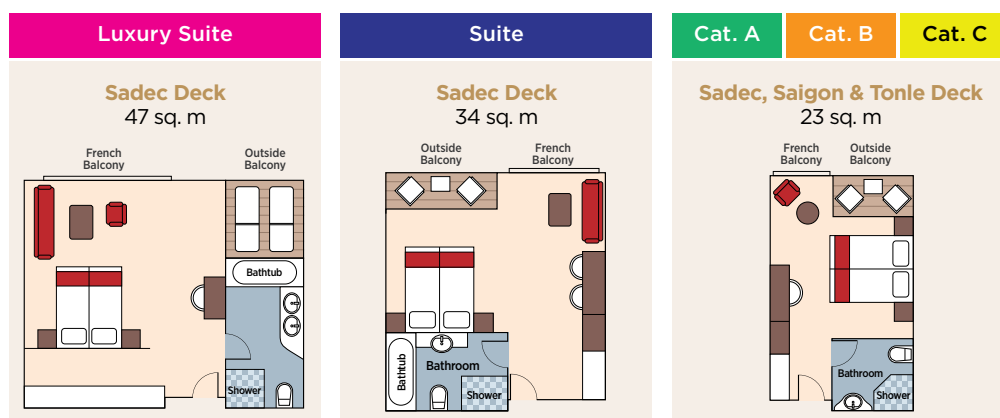 Luxury Suite
Sadec Deck
47 sq. m
French
Balcony
Outside
Balcony
Bathtub
Shower
Suite
Sadec Deck
34 sq. m
Outside
Balcony
French
Balcony
Bathtub
Bathroom
Shower
Cat. A
Cat. B
Cat. C
Sadec, Saigon & Tonle Deck
23 sq. m
French
Balcony
Outside
Balcony
Bathroom
Shower